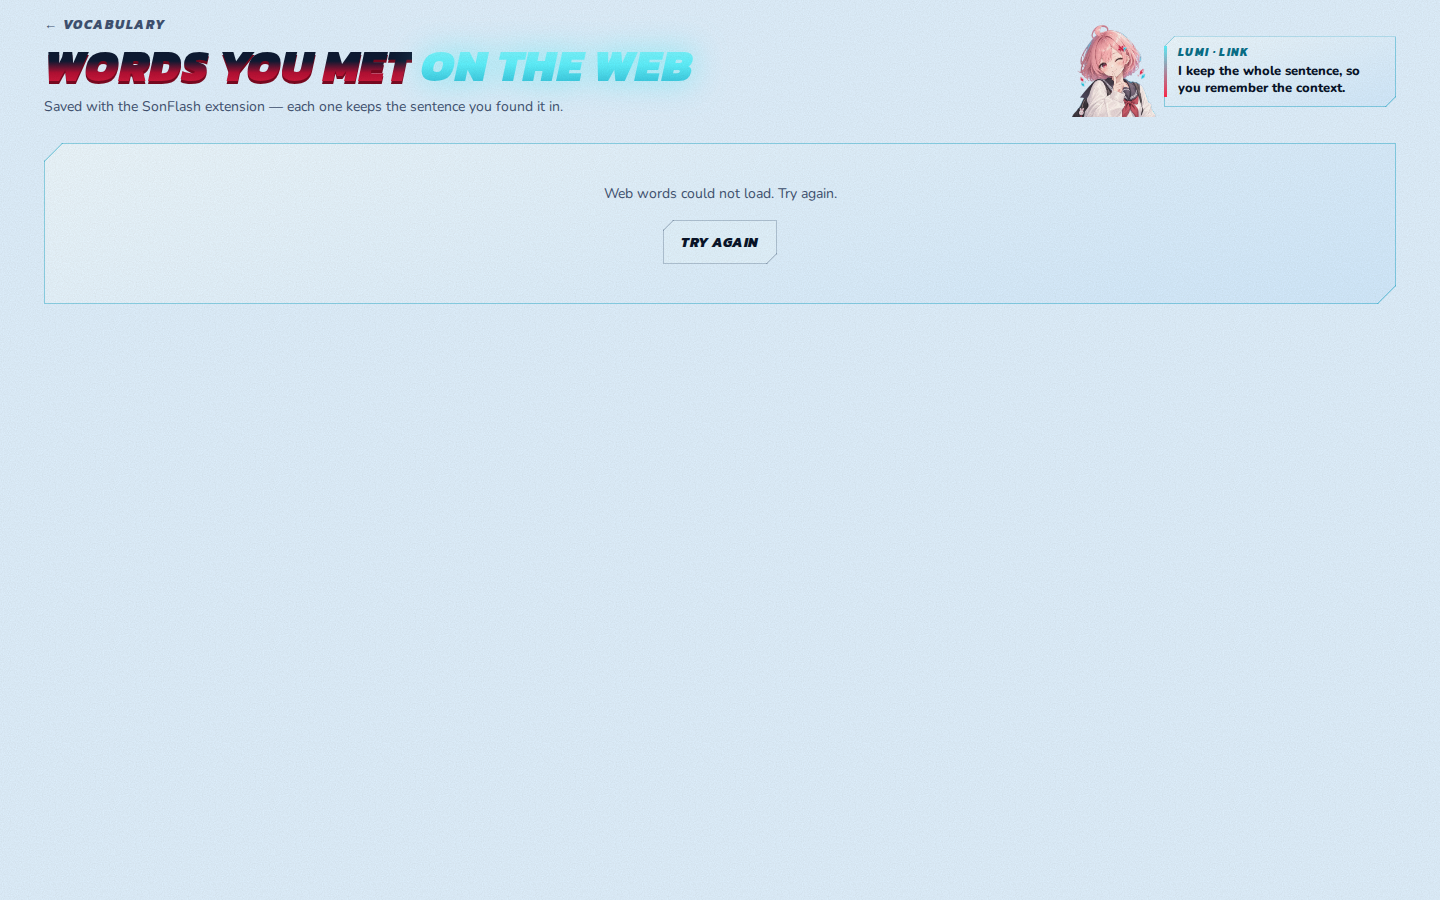 ← VOCABULARY
WORDS YOU MET ON THE WEB
Saved with the SonFlash extension — each one keeps the sentence you found it in.
LUMI · LINK
I keep the whole sentence, so
you remember the context.
Web words could not load. Try again.
TRY AGAIN